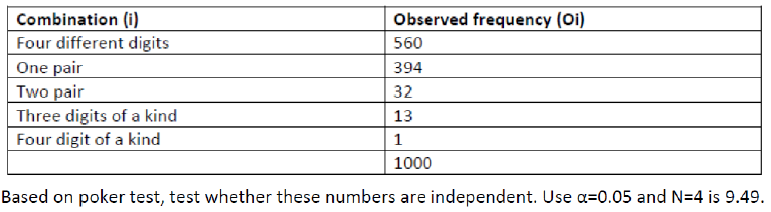 Combination (i) Observed frequency (Oi)
Four different digits 560
One pair 394
Two pair 32
Three digits of a kind 13
Four digit of a kind 1
1000
Based on poker test, test whether these numbers are independent. Use α=0.05 and N=4 is 9.49.